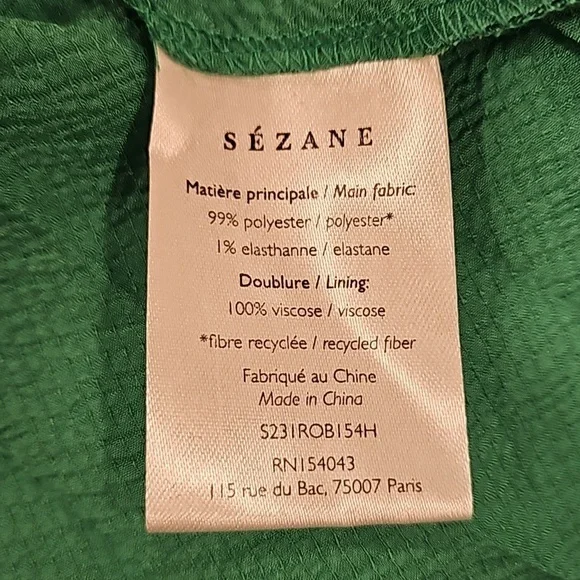 SÉZANE
Matière principale / Main fabric:
99% polyester / polyester*
1% elasthanne / elastane
Doublure / Lining:
100% viscose / viscose
*fibre recyclée / recycled fiber
Fabriqué au Chine
Made in China
S231ROB154H
RN154043
115 rue du Bac, 75007 Paris